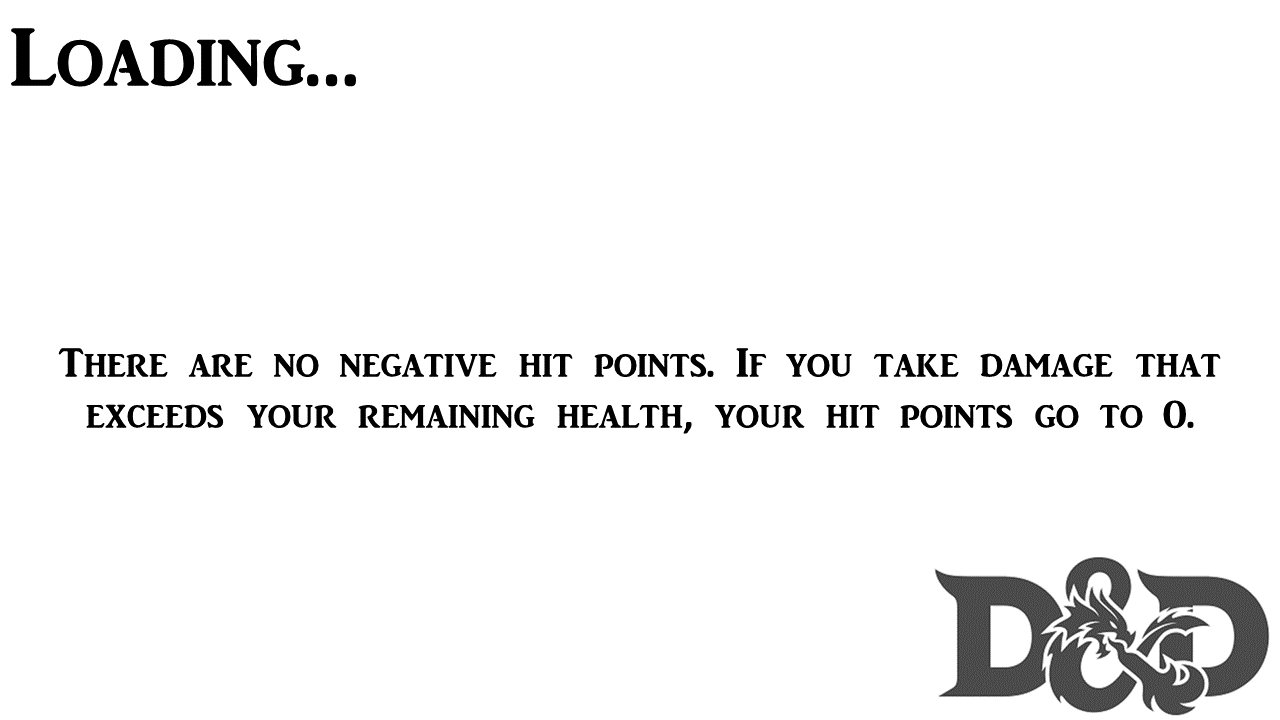 Loading...
There are no negative hit points. If you take damage that
exceeds your remaining health, your hit points go to 0.
D&D